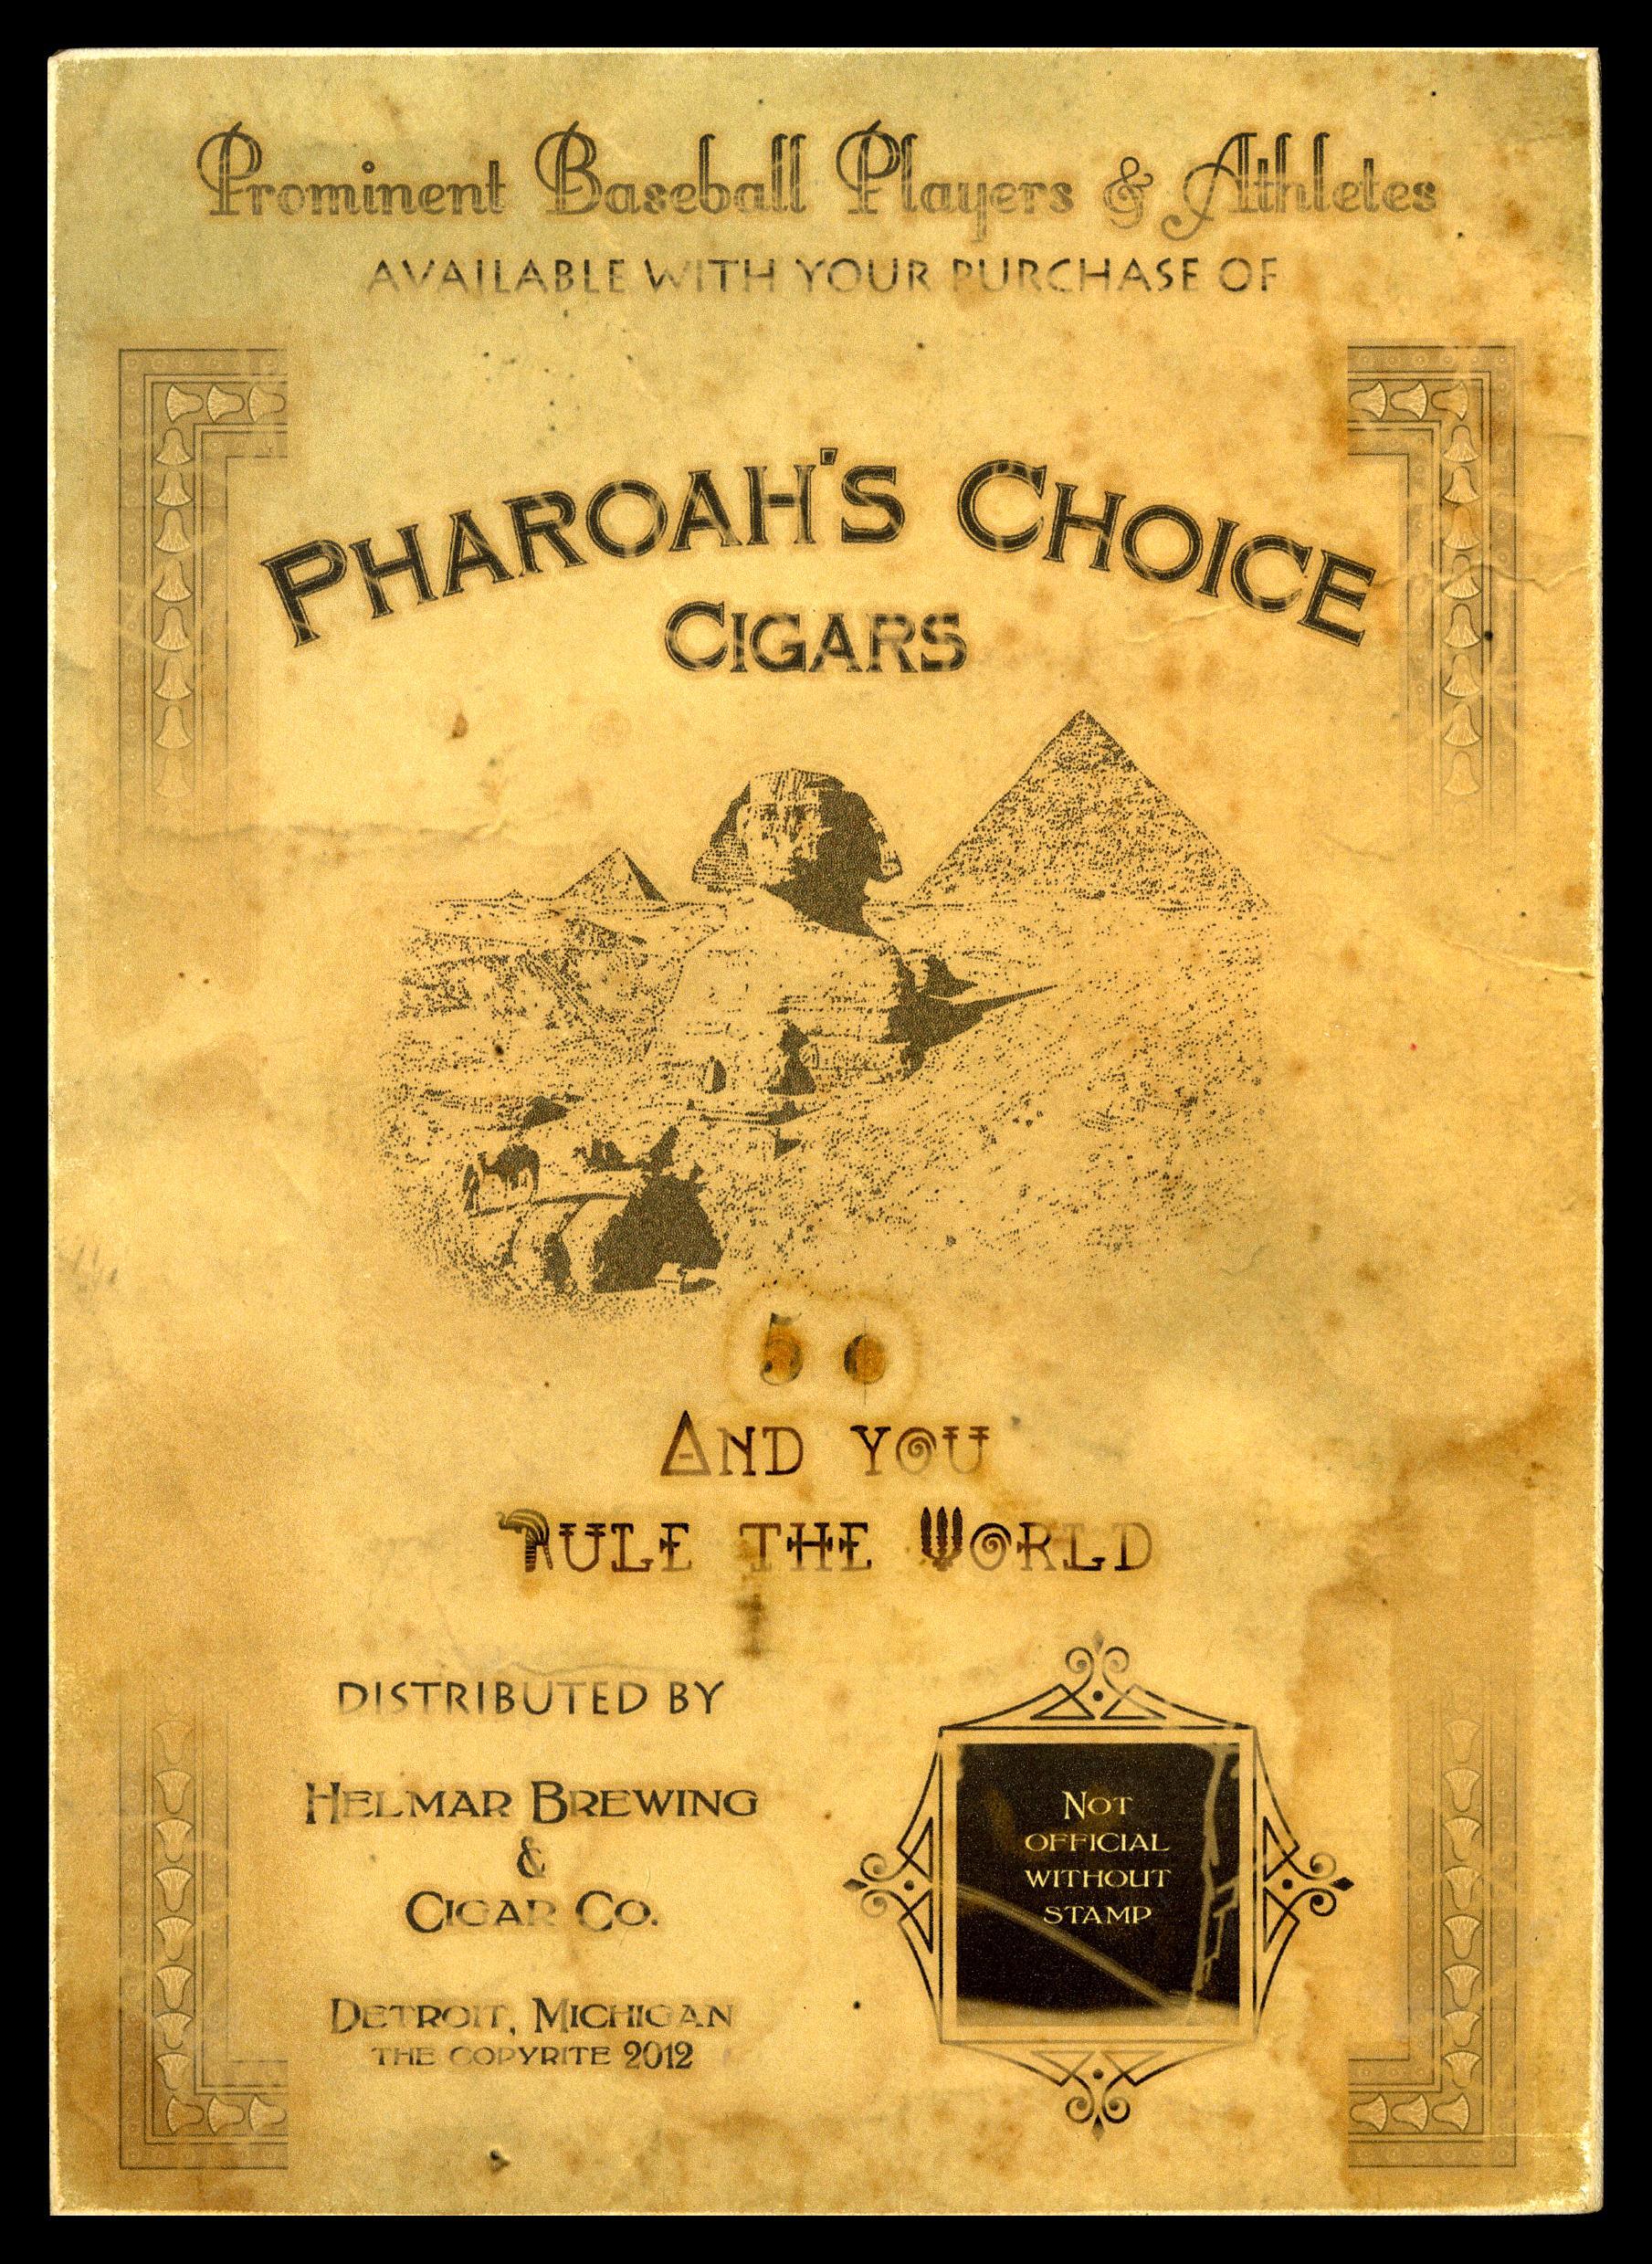 Prominent Baseball Players & Athletes
AVAILABLE WITH YOUR PURCHASE OF
PHAROAH'S CHOICE
CIGARS
5 ¢
AND YOU
RULE THE WORLD
DISTRIBUTED BY
HELMAR BREWING
&
CIGAR CO.
DETROIT, MICHIGAN
THE COPYRITE 2012
NOT
OFFICIAL
WITHOUT
STAMP